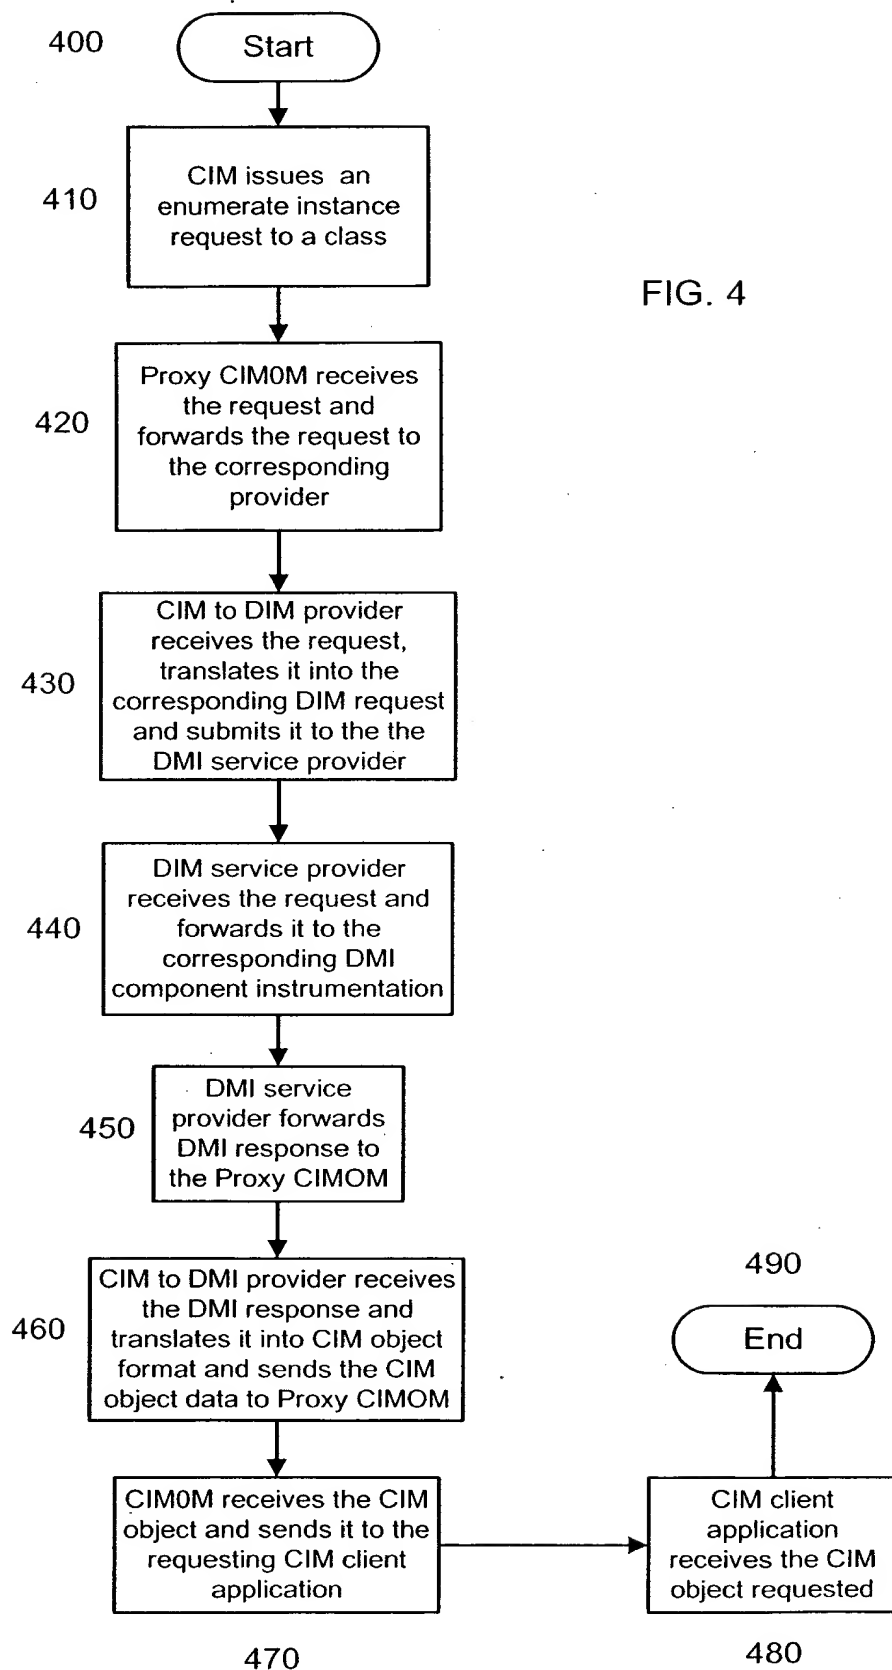 400
Start
410
CIM issues an
enumerate instance
request to a class
FIG. 4
420
Proxy CIM0M receives
the request and
forwards the request to
the corresponding
provider
430
CIM to DIM provider
receives the request,
translates it into the
corresponding DIM request
and submits it to the the
DMI service provider
440
DIM service provider
receives the request and
forwards it to the
corresponding DMI
component instrumentation
450
DMI service
provider forwards
DMI response to
the Proxy CIMOM
460
CIM to DMI provider receives
the DMI response and
translates it into CIM object
format and sends the CIM
object data to Proxy CIMOM
470
CIM0M receives the CIM
object and sends it to the
requesting CIM client
application
480
CIM client
application
receives the CIM
object requested
490
End